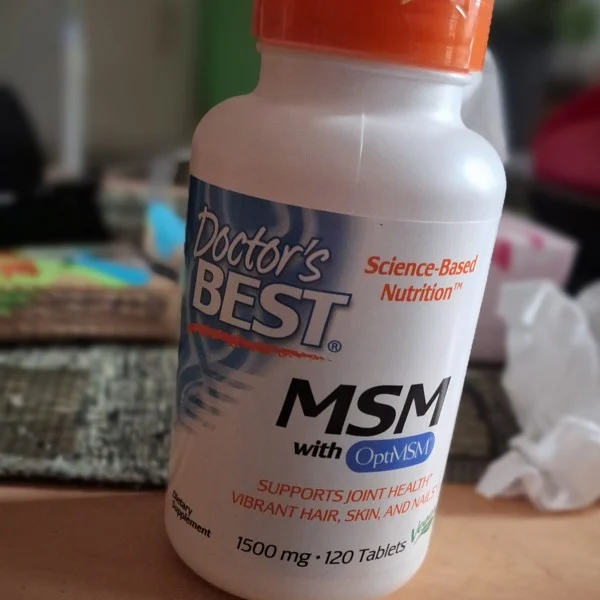 Doctor's
BEST®
Science-Based
Nutrition™
MSM
with OptiMSM
SUPPORTS JOINT HEALTH*
VIBRANT HAIR, SKIN, AND NAILS*
Dietary
Supplement
1500 mg • 120 Tablets